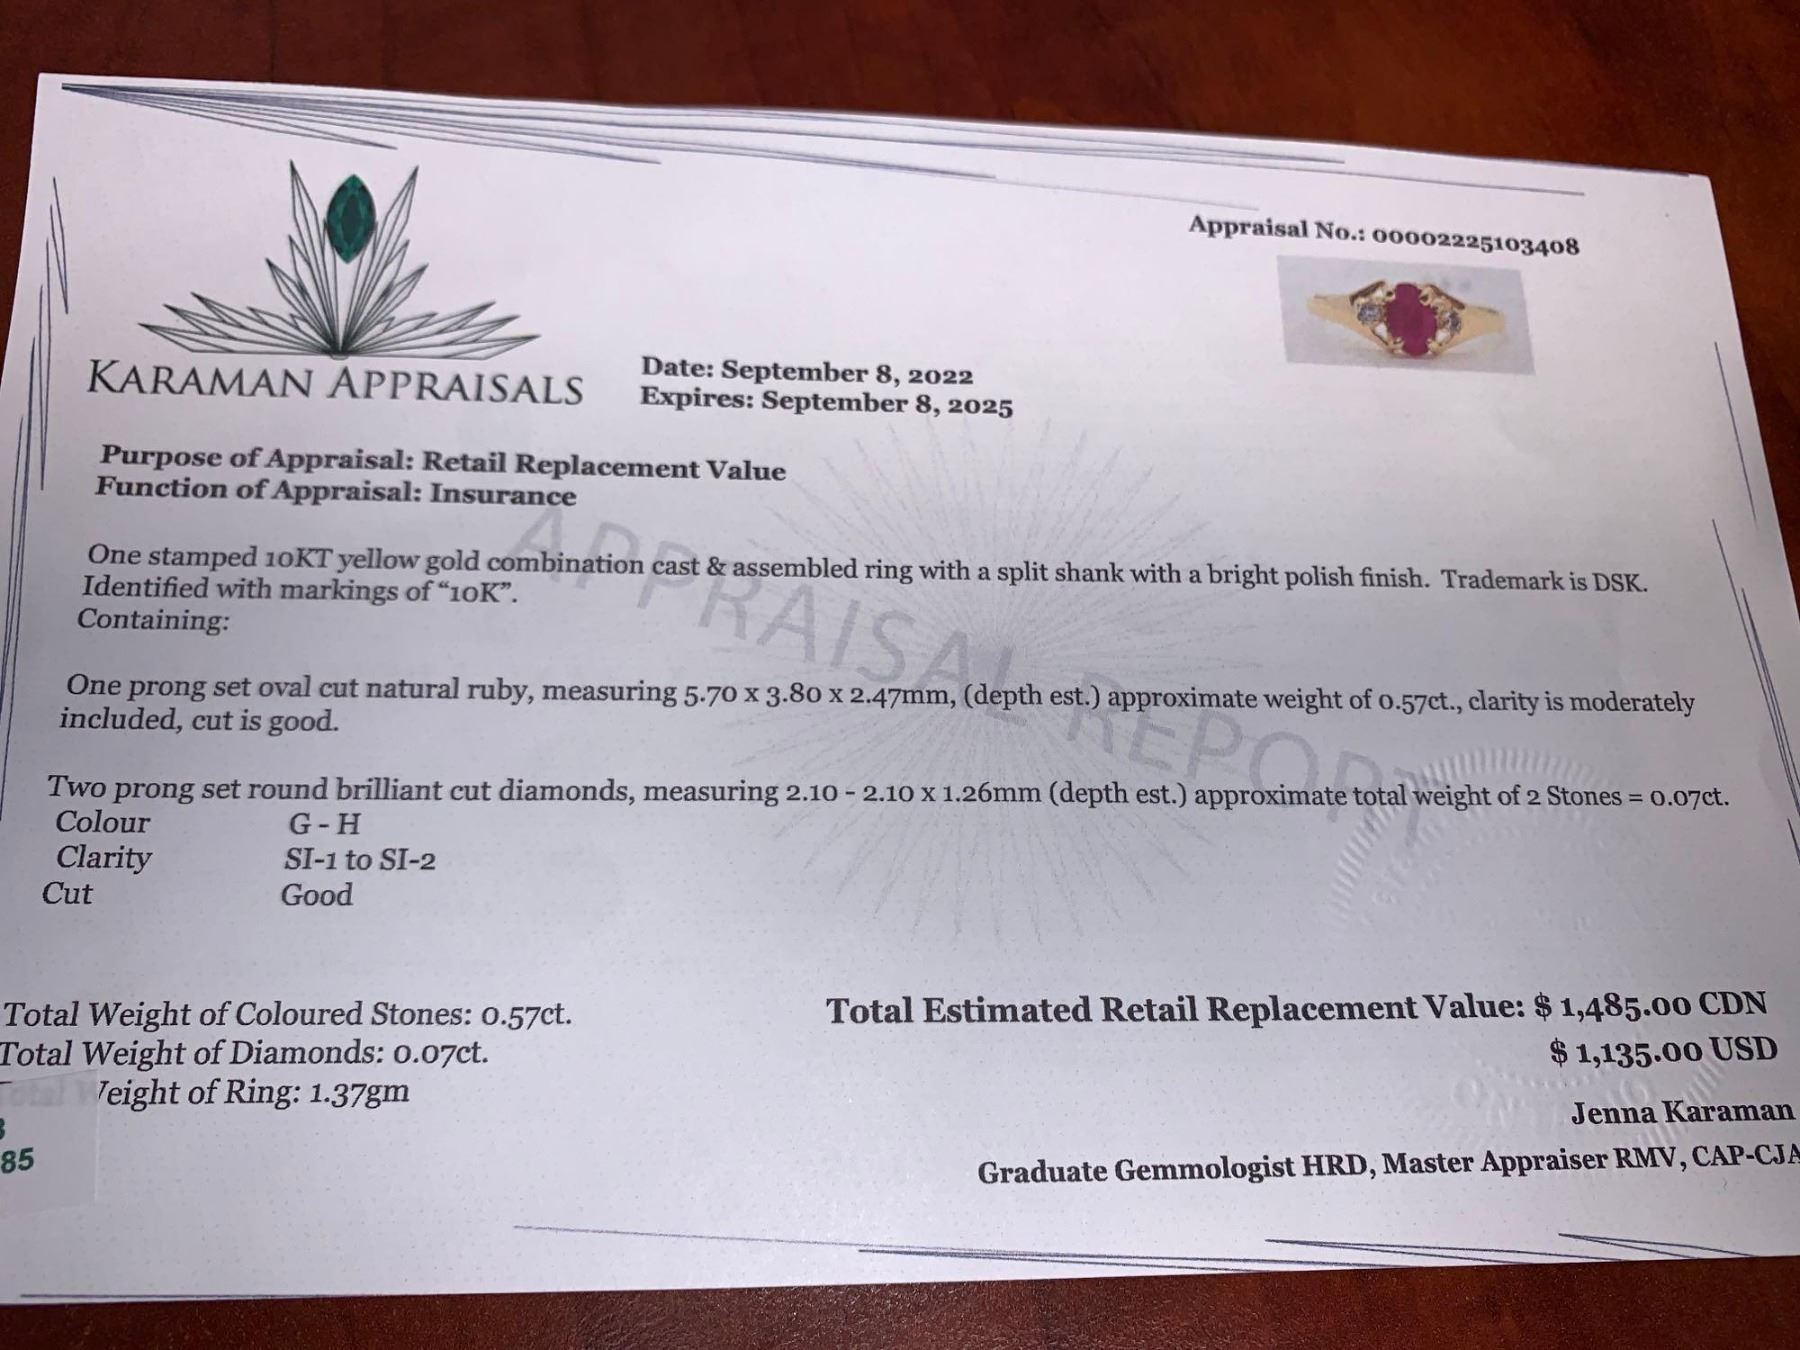 Appraisal No.: 00002225103408
KARAMAN APPRAISALS
Date: September 8, 2022
Expires: September 8, 2025
Purpose of Appraisal: Retail Replacement Value
Function of Appraisal: Insurance
APPRAISAL REPORT
One stamped 10KT yellow gold combination cast & assembled ring with a split shank with a bright polish finish. Trademark is DSK.
Identified with markings of “10K”.
Containing:
One prong set oval cut natural ruby, measuring 5.70 x 3.80 x 2.47mm, (depth est.) approximate weight of 0.57ct., clarity is moderately
included, cut is good.
Two prong set round brilliant cut diamonds, measuring 2.10 - 2.10 x 1.26mm (depth est.) approximate total weight of 2 Stones = 0.07ct.
Colour G - H
Clarity SI-1 to SI-2
Cut Good
Total Weight of Coloured Stones: 0.57ct.
Total Weight of Diamonds: 0.07ct.
Total Weight of Ring: 1.37gm
85
Total Estimated Retail Replacement Value: $ 1,485.00 CDN
$ 1,135.00 USD
Jenna Karaman
Graduate Gemmologist HRD, Master Appraiser RMV, CAP-CJA